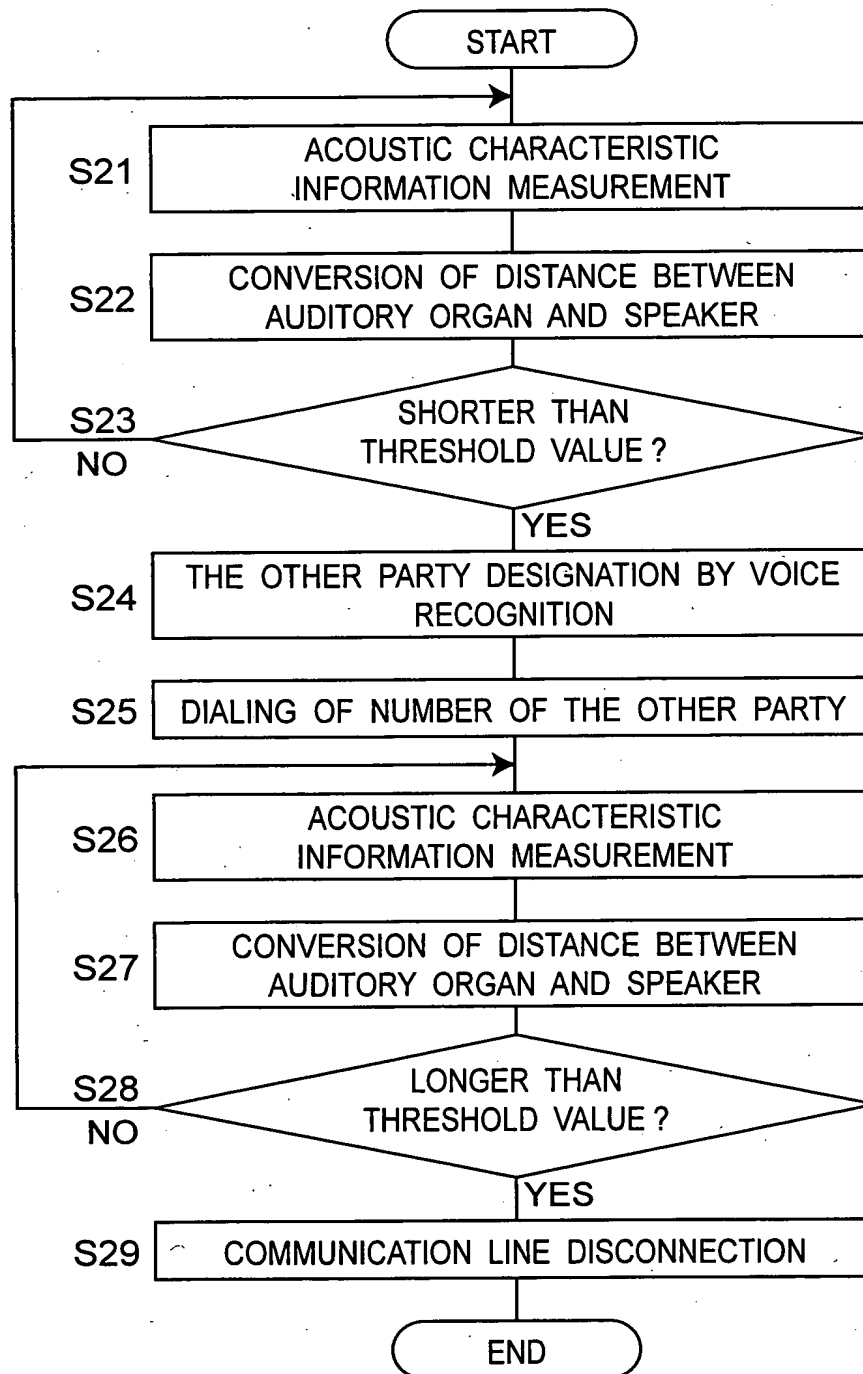 START
S21
ACOUSTIC CHARACTERISTIC
INFORMATION MEASUREMENT
S22
CONVERSION OF DISTANCE BETWEEN
AUDITORY ORGAN AND SPEAKER
S23
SHORTER THAN
THRESHOLD VALUE?
NO
YES
S24
THE OTHER PARTY DESIGNATION BY VOICE
RECOGNITION
S25
DIALING OF NUMBER OF THE OTHER PARTY
S26
ACOUSTIC CHARACTERISTIC
INFORMATION MEASUREMENT
S27
CONVERSION OF DISTANCE BETWEEN
AUDITORY ORGAN AND SPEAKER
S28
LONGER THAN
THRESHOLD VALUE?
NO
YES
S29
COMMUNICATION LINE DISCONNECTION
END